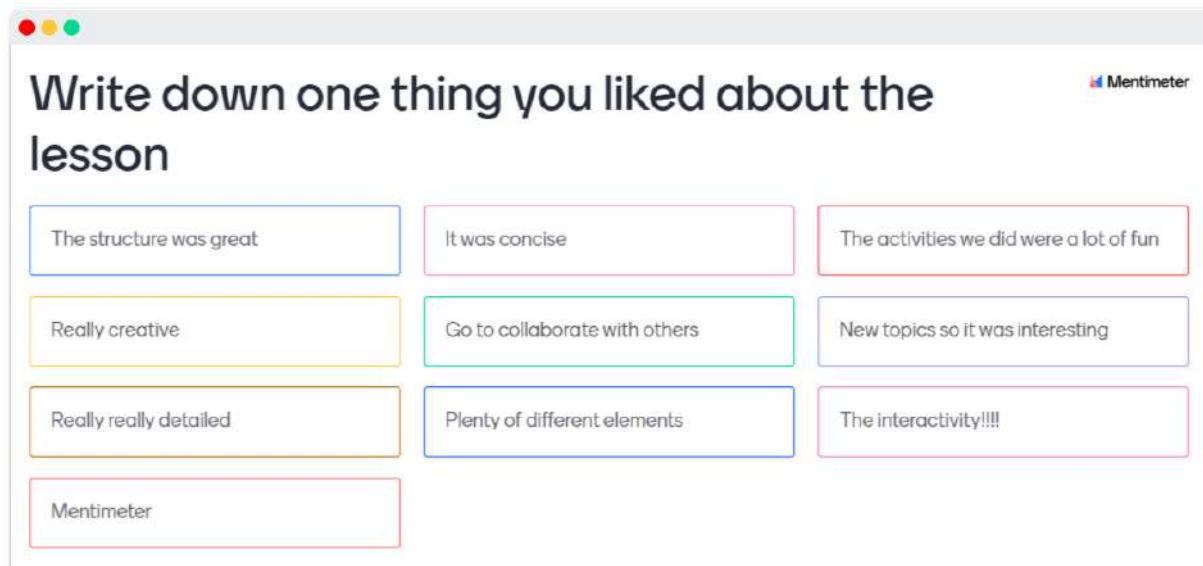 Write down one thing you liked about the
lesson
Mentimeter
The structure was great
It was concise
The activities we did were a lot of fun
Really creative
Go to collaborate with others
New topics so it was interesting
Really really detailed
Plenty of different elements
The interactivity!!!!
Mentimeter